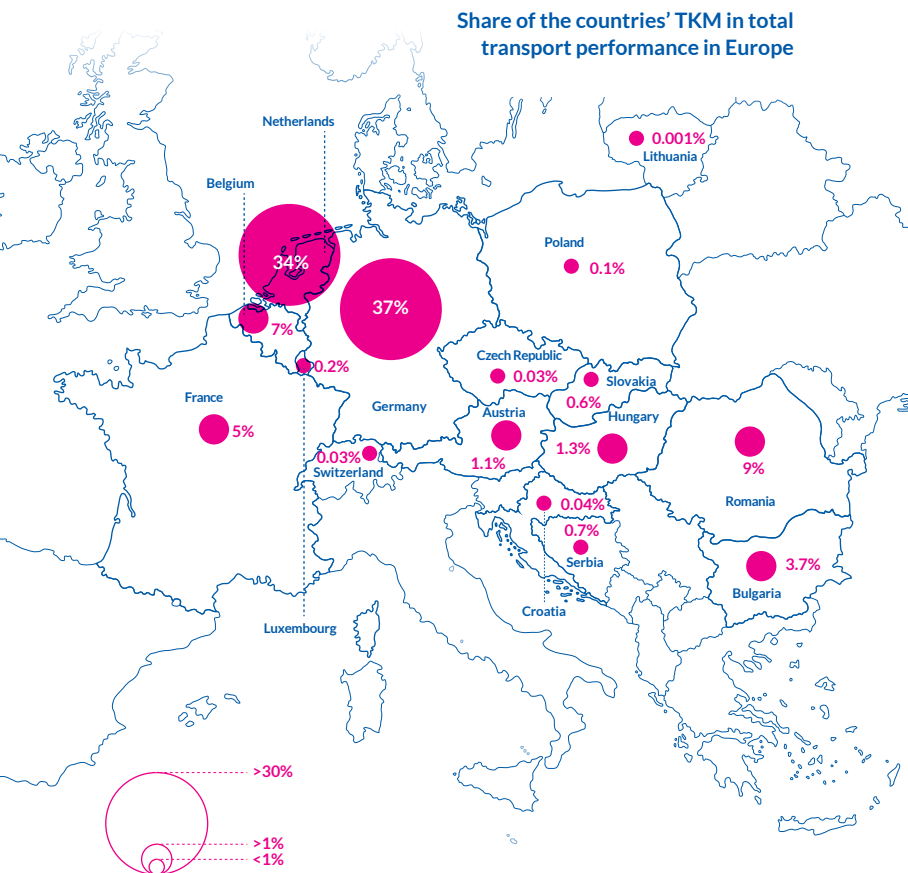 Share of the countries’ TKM in total
transport performance in Europe
Netherlands
0.001%
Lithuania
Belgium
Poland
0.1%
34%
37%
7%
0.2%
Czech Republic
0.03%
Slovakia
0.6%
France
5%
Germany
Austria
1.1%
Hungary
1.3%
0.03%
Switzerland
9%
Romania
0.04%
0.7%
Serbia
3.7%
Bulgaria
Croatia
Luxembourg
>30%
>1%
<1%